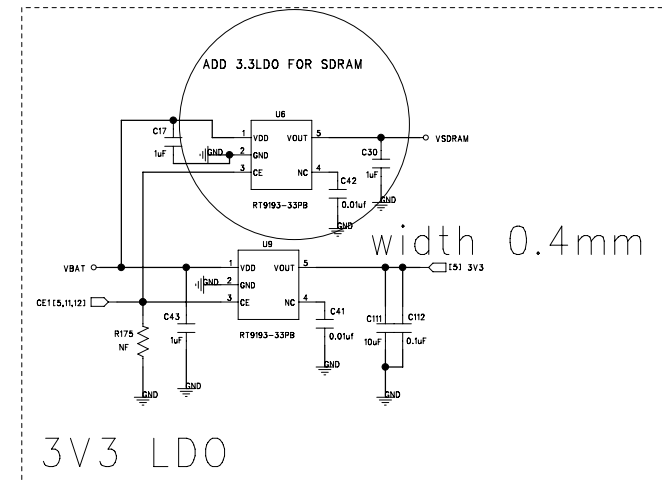 ADD 3.3LDO FOR SDRAM
U6
C17
1uF
1 VDD VOUT 5
VSDRAM
GND 2 GND
3 CE NC 4
C30
1uF
C42
0.01uf
RT9193-33PB
GND
GND
width 0.4mm
U9
VBAT
1 VDD VOUT 5
[5] 3V3
GND 2 GND
CE1[5,11,12]
3 CE NC 4
R175
NF
C43
1uF
RT9193-33PB
C41
0.01uF
C111
10uF
C112
0.1uF
GND
GND
GND
GND
3V3 LDO